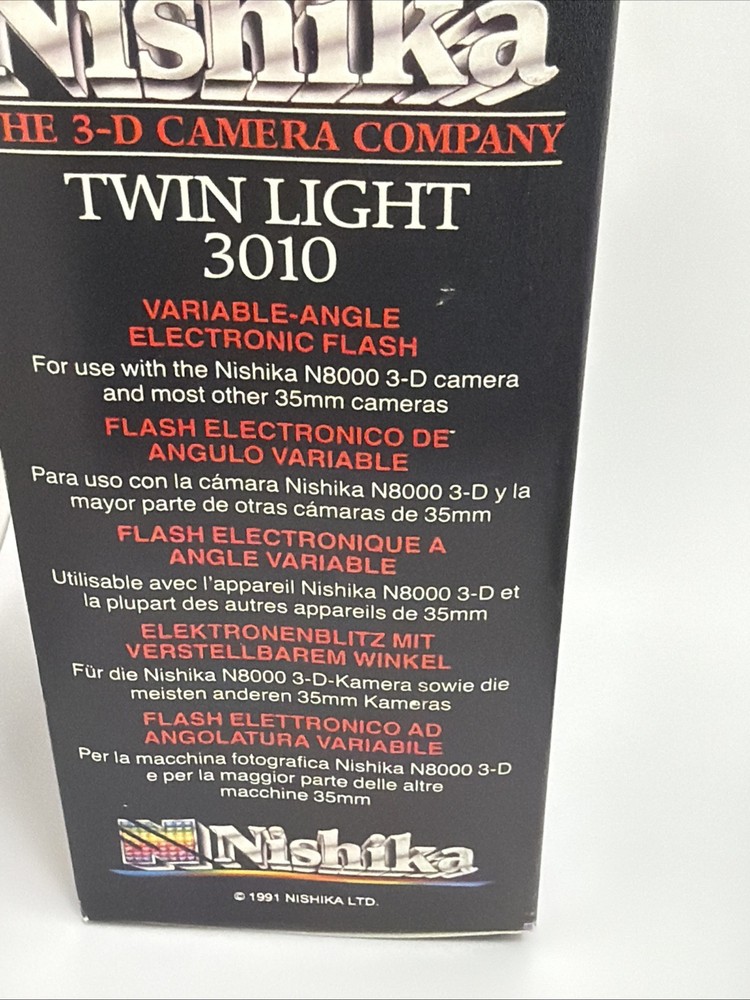 Nishika
HE 3-D CAMERA COMPANY
TWIN LIGHT
3010
VARIABLE-ANGLE
ELECTRONIC FLASH
For use with the Nishika N8000 3-D camera
and most other 35mm cameras
FLASH ELECTRONICO DE
ANGULO VARIABLE
Para uso con la cámara Nishika N8000 3-D y la
mayor parte de otras cámaras de 35mm
FLASH ELECTRONIQUE A
ANGLE VARIABLE
Utilisable avec l'appareil Nishika N8000 3-D et
la plupart des autres appareils de 35mm
ELEKTRONENBLITZ MIT
VERSTELLBAREM WINKEL
Für die Nishika N8000 3-D-Kamera sowie die
meisten anderen 35mm Kameras
FLASH ELETTRONICO AD
ANGOLATURA VARIABILE
Per la macchina fotografica Nishika N8000 3-D
e per la maggior parte delle altre
macchine 35mm
N Nishika
© 1991 NISHIKA LTD.